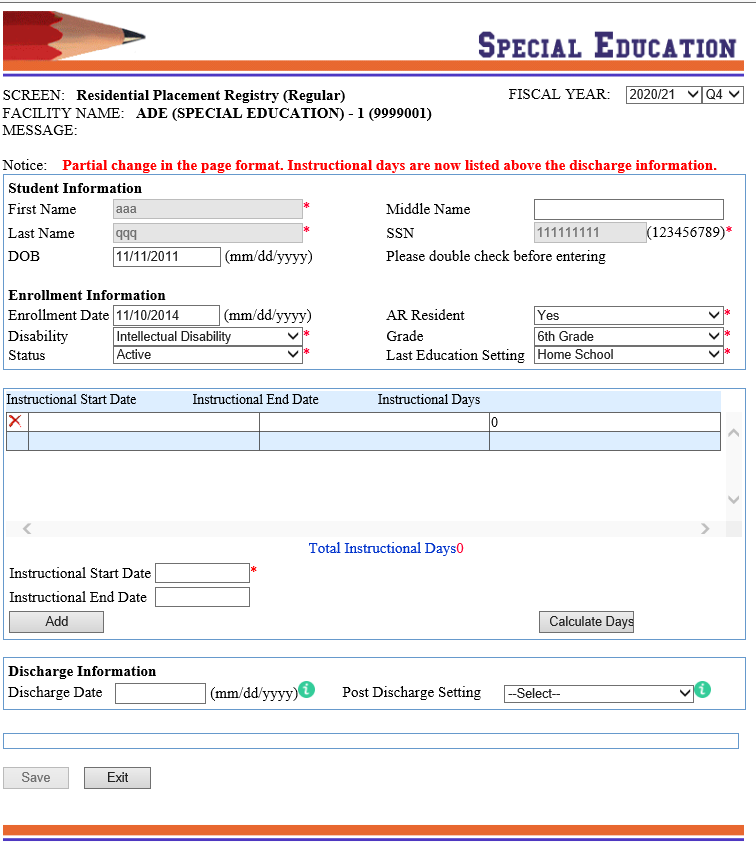 SPECIAL EDUCATION
SCREEN: Residential Placement Registry (Regular) FISCAL YEAR: 2020/21 Q4
FACILITY NAME: ADE (SPECIAL EDUCATION) - 1 (9999001)
MESSAGE:
Notice: Partial change in the page format. Instructional days are now listed above the discharge information.
Student Information
First Name aaa * Middle Name
Last Name qqq * SSN 111111111 (123456789)*
DOB 11/11/2011 (mm/dd/yyyy) Please double check before entering
Enrollment Information
Enrollment Date 11/10/2014 (mm/dd/yyyy) AR Resident Yes *
Disability Intellectual Disability * Grade 6th Grade *
Status Active * Last Education Setting Home School *
Instructional Start Date Instructional End Date Instructional Days
0
Total Instructional Days0
Instructional Start Date *
Instructional End Date
Add Calculate Days
Discharge Information
Discharge Date (mm/dd/yyyy) i Post Discharge Setting --Select-- i
Save Exit